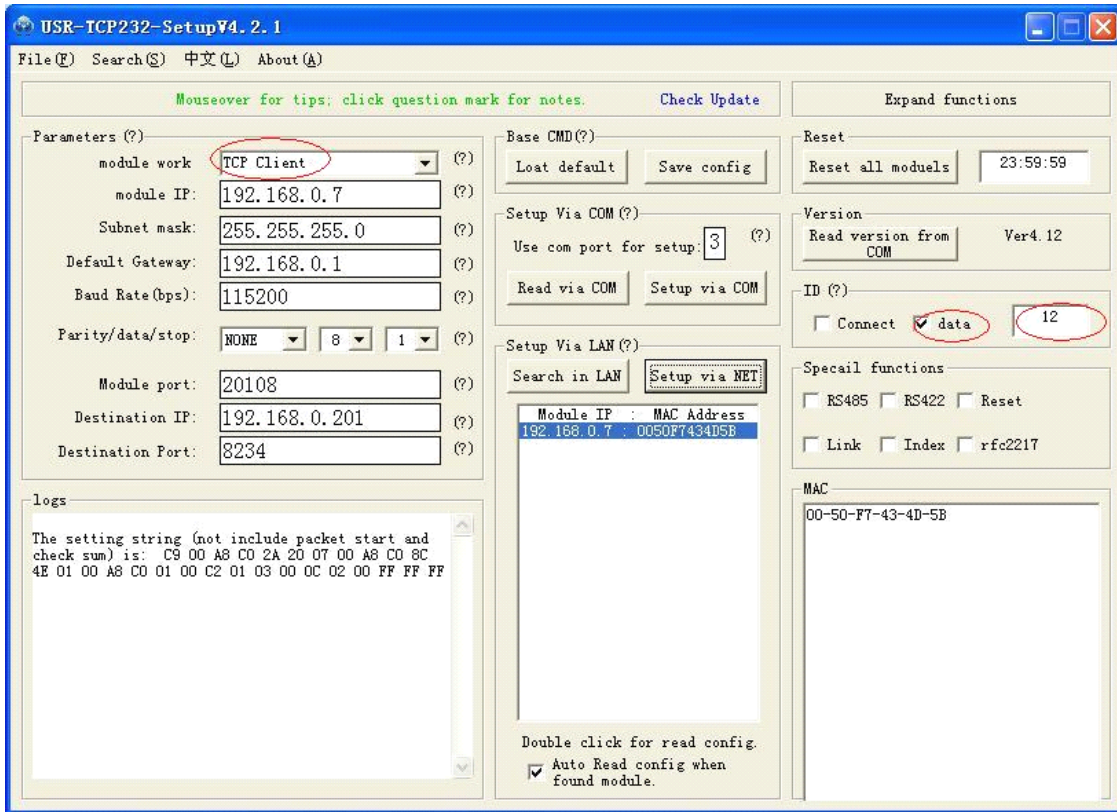 USR-TCP232-SetupV4.2.1
File(F) Search(S) 中文(L) About(A)
Mouseover for tips; click question mark for notes. Check Update
Parameters (?)
module work TCP Client (?)
module IP: 192.168.0.7 (?)
Subnet mask: 255.255.255.0 (?)
Default Gateway: 192.168.0.1 (?)
Baud Rate(bps): 115200 (?)
Parity/data/stop: NONE 8 1 (?)
Module port: 20108 (?)
Destination IP: 192.168.0.201 (?)
Destination Port: 8234 (?)
logs
The setting string (not include packet start and
check sum) is: C9 00 A8 C0 2A 20 07 00 A8 C0 8C
4E 01 00 A8 C0 01 00 C2 01 03 00 0C 02 00 FF FF FF
Base CMD(?)
Loat default Save config
Setup Via COM(?)
Use com port for setup: 3 (?)
Read via COM Setup via COM
Setup Via LAN(?)
Search in LAN Setup via NET
Module IP : MAC Address
192.168.0.7 : 0050F7434D5B
Double click for read config.
Auto Read config when
found module.
Expand functions
Reset
Reset all moduels 23:59:59
Version
Read version from
COM
Ver4.12
ID (?)
Connect data 12
Specail functions
RS485 RS422 Reset
Link Index rfc2217
MAC
00-50-F7-43-4D-5B